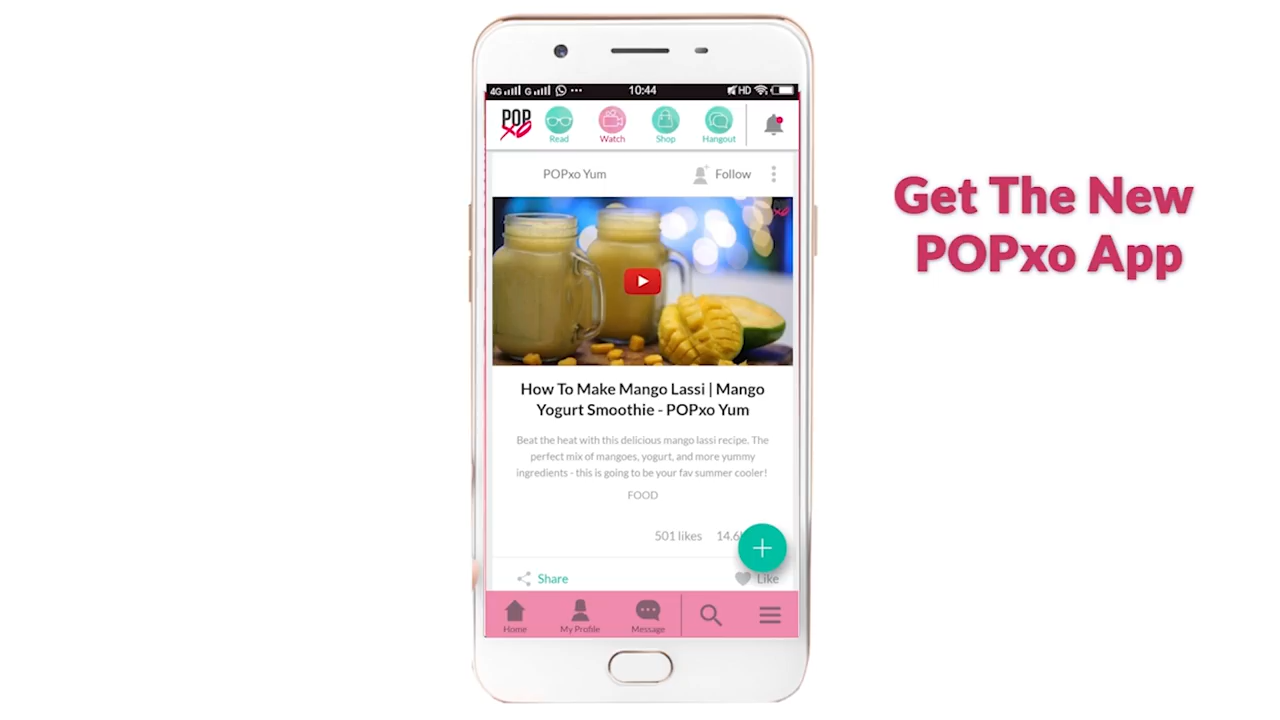 4G G 10:44 HD
POP
xo
Read Watch Shop Hangout
POPxo Yum Follow
How To Make Mango Lassi | Mango
Yogurt Smoothie - POPxo Yum
Beat the heat with this delicious mango lassi recipe. The
perfect mix of mangoes, yogurt, and more yummy
ingredients - this is going to be your fav summer cooler!
FOOD
501 likes
Share Like
Home My Profile Message
Get The New
POPxo App